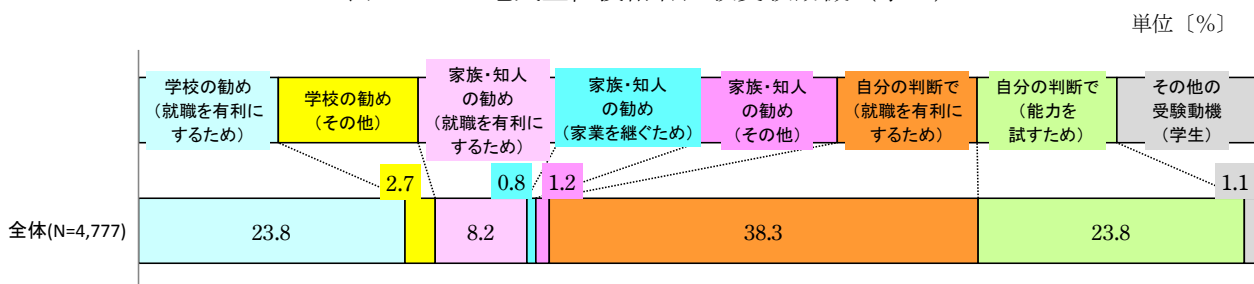 単位〔%〕
学校の勧め
(就職を有利に
するため)
学校の勧め
(その他)
家族・知人
の勧め
(就職を有利に
するため)
家族・知人
の勧め
(家業を継ぐため)
家族・知人
の勧め
(その他)
自分の判断で
(就職を有利に
するため)
自分の判断で
(能力を
試すため)
その他の
受験動機
(学生)
2.7
0.8
1.2
1.1
全体(N=4,777)
23.8
8.2
38.3
23.8